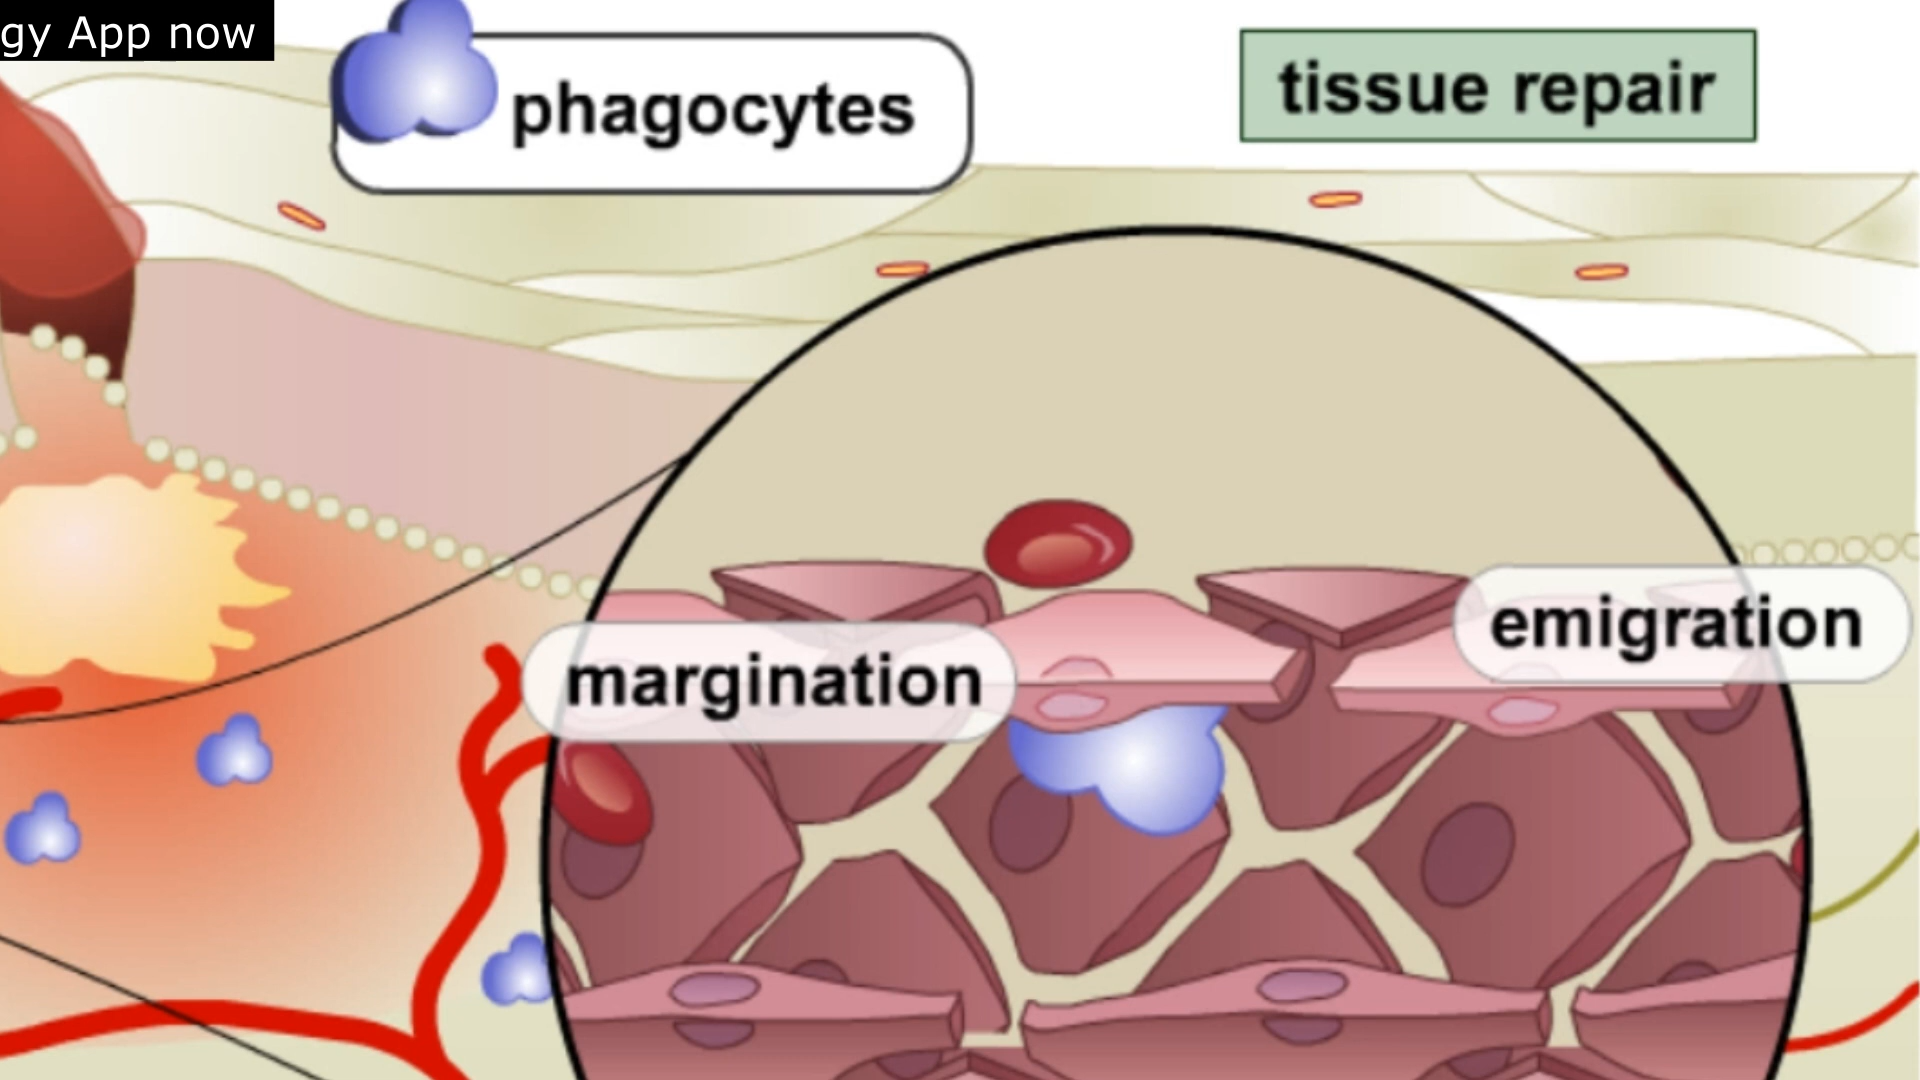 gy App now
phagocytes
tissue repair
emigration
margination